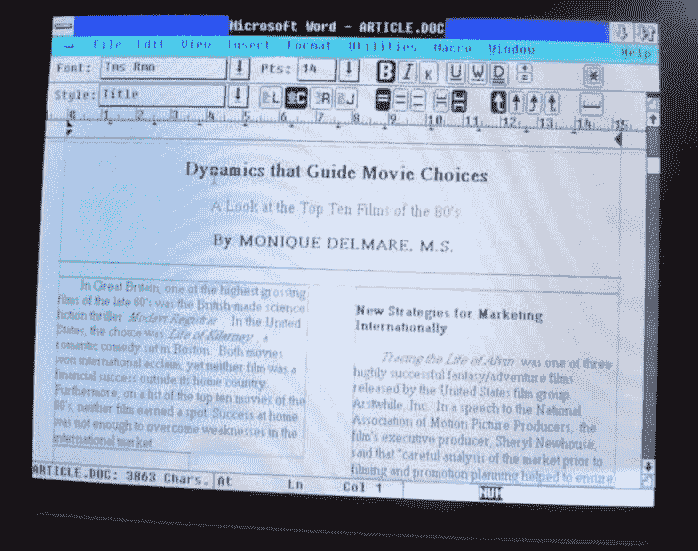 Microsoft Word - ARTICLE.DOC
File Edit View Insert Format Utilities Macro Window Help
Font: Tms Rmn Pts: 14 B I K U W D
Style: Title L C R J
0 1 2 3 4 5 6 7 8 9 10 11 12 13 14 15
Dynamics that Guide Movie Choices
A Look at the Top Ten Films of the 80's
By MONIQUE DELMARE, M.S.
In Great Britain, one of the highest grossing
films of the late 80's was the British-made science
fiction thriller In the United
States, the choice was Life of Killarney, a
romantic comedy set in Boston. Both movies
won international acclaim, yet neither film was a
financial success outside its home country.
Furthermore, on a list of the top ten movies of the
80's, neither film earned a spot. Success at home
was not enough to overcome weaknesses in the
international market.
New Strategies for Marketing
Internationally
Tracing the Life of was one of three
highly successful fantasy/adventure films
released by the United States film group
Arstwhile, Inc. In a speech to the National
Association of Motion Picture Producers, the
film's executive producer, Sheryl Newhouse,
said that "careful analysis of the market prior to
filming and promotion planning helped to ensure
ARTICLE.DOC: 3863 Chars. At Ln Col 1 NUM